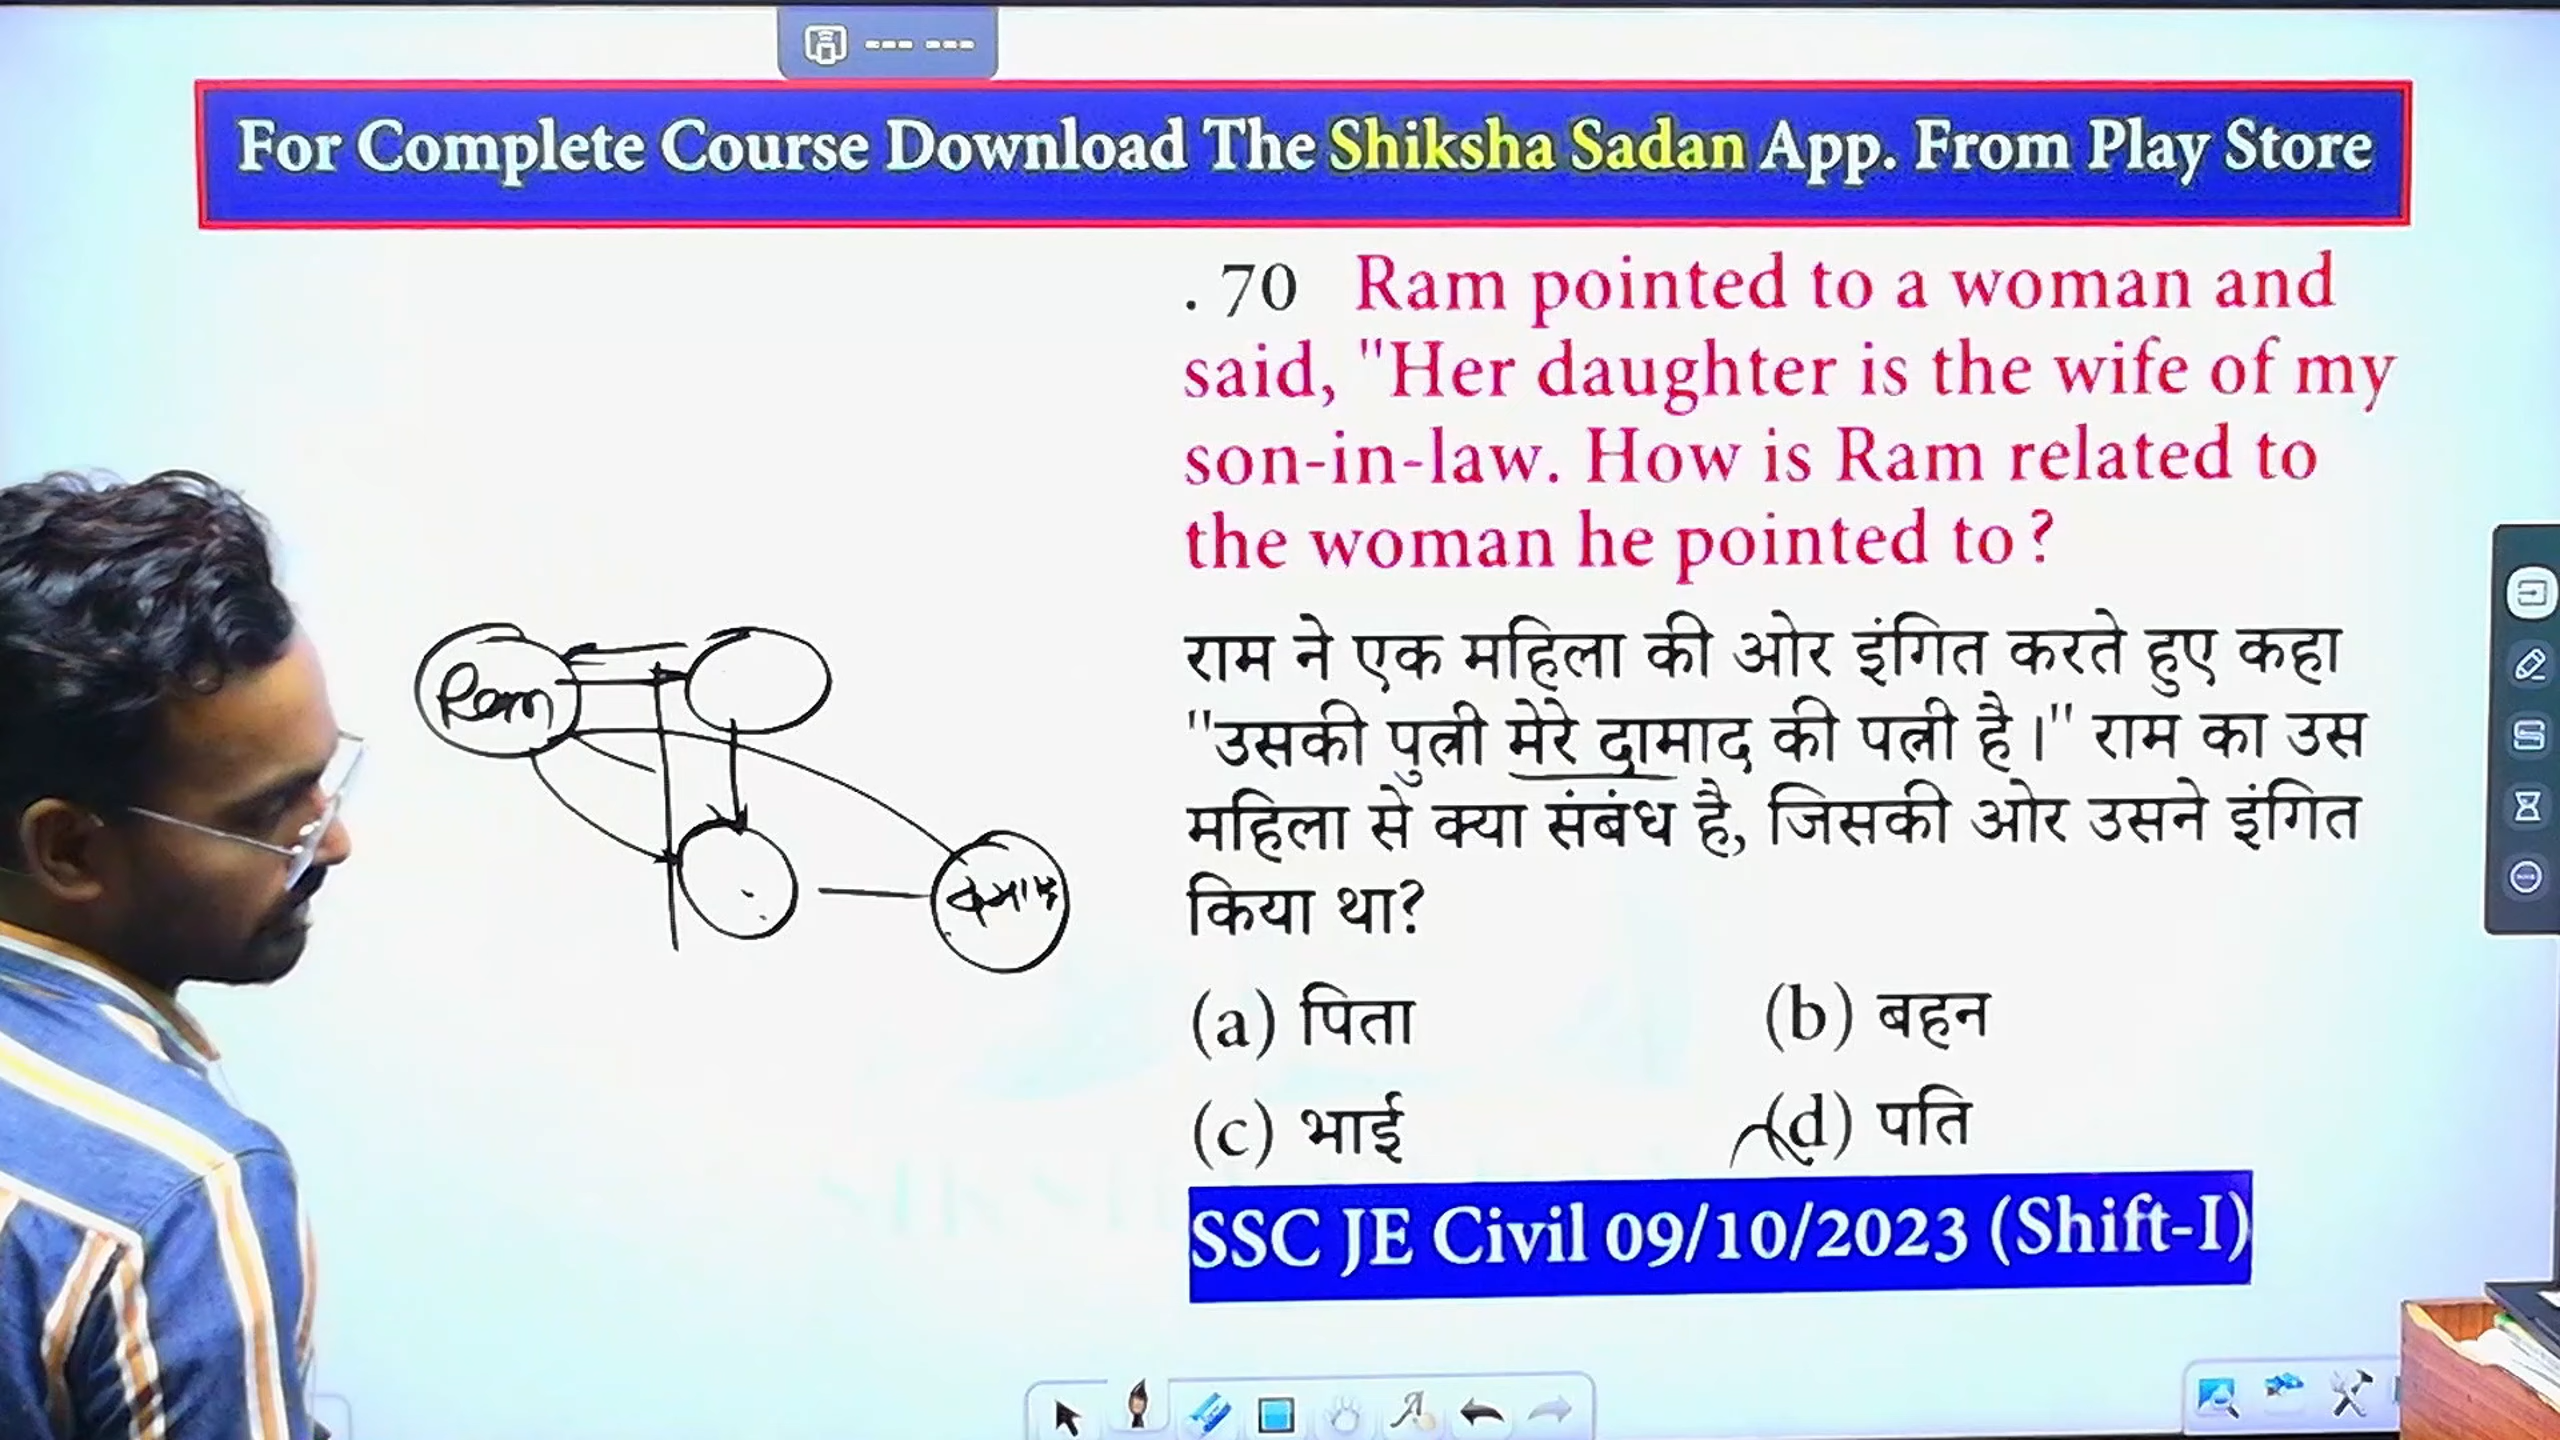 For Complete Course Download The Shiksha Sadan App. From Play Store
. 70 Ram pointed to a woman and
said, "Her daughter is the wife of my
son-in-law. How is Ram related to
the woman he pointed to?
राम ने एक महिला की ओर इंगित करते हुए कहा
"उसकी पुत्री मेरे दामाद की पत्नी है।" राम का उस
महिला से क्या संबंध है, जिसकी ओर उसने इंगित
किया था?
(a) पिता (b) बहन
(c) भाई (d) पति
SSC JE Civil 09/10/2023 (Shift-I)
Ram